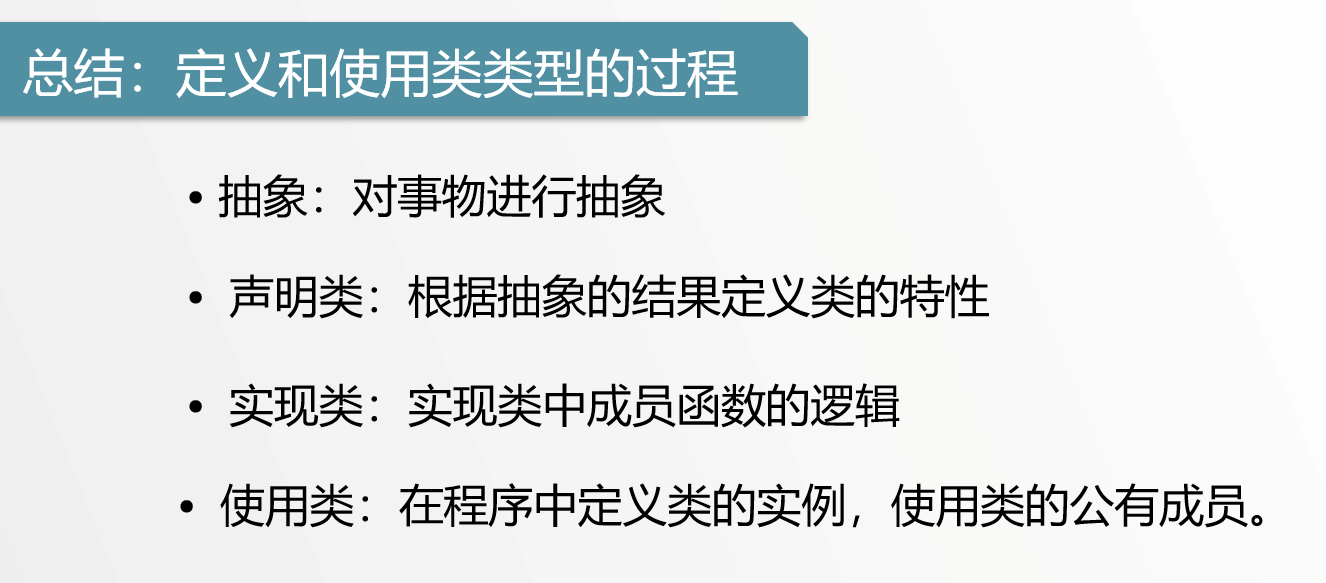 总结：定义和使用类类型的过程
• 抽象：对事物进行抽象
• 声明类：根据抽象的结果定义类的特性
• 实现类：实现类中成员函数的逻辑
• 使用类：在程序中定义类的实例，使用类的公有成员。